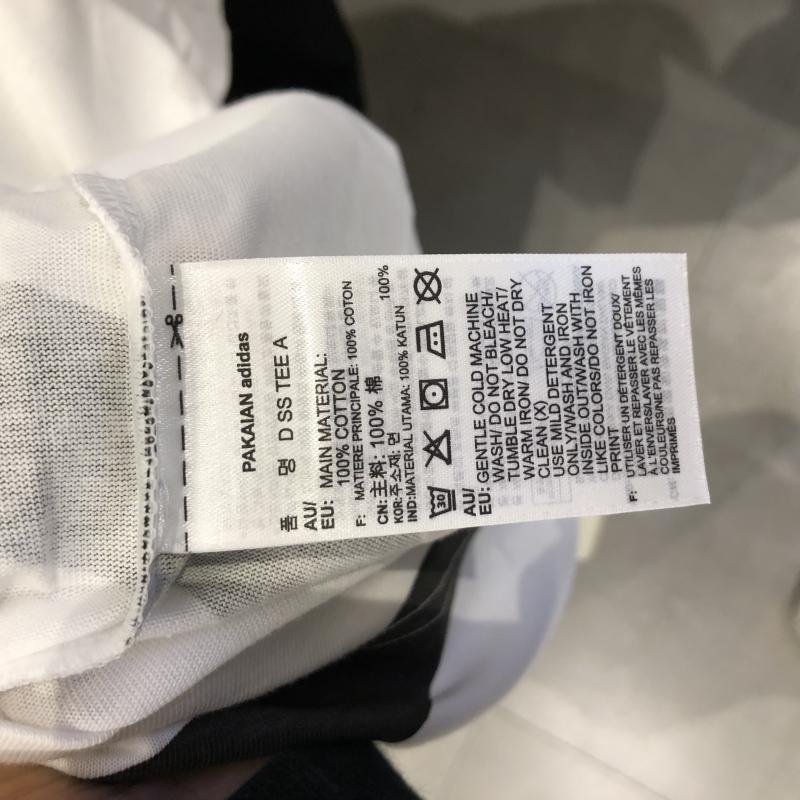 PAKAIAN adidas
품 명 D SS TEE A
AU/
EU: MAIN MATERIAL:
100% COTTON
F: MATIERE PRINCIPALE: 100% COTON
CN: 主料: 100% 棉
KOR: 주소재: 면 100%
IND: MATERIAL UTAMA: 100% KATUN
30
AU/
EU: GENTLE COLD MACHINE
WASH/ DO NOT BLEACH/
TUMBLE DRY LOW HEAT/
WARM IRON/ DO NOT DRY
CLEAN (X)
USE MILD DETERGENT
ONLY/WASH AND IRON
INSIDE OUT/WASH WITH
LIKE COLORS/DO NOT IRON
PRINT
F: UTILISER UN DÉTERGENT DOUX/
LAVER ET REPASSER LE VÊTEMENT
À L'ENVERS/LAVER AVEC LES MÊMES
COULEURS/NE PAS REPASSER LES
IMPRIMÉS